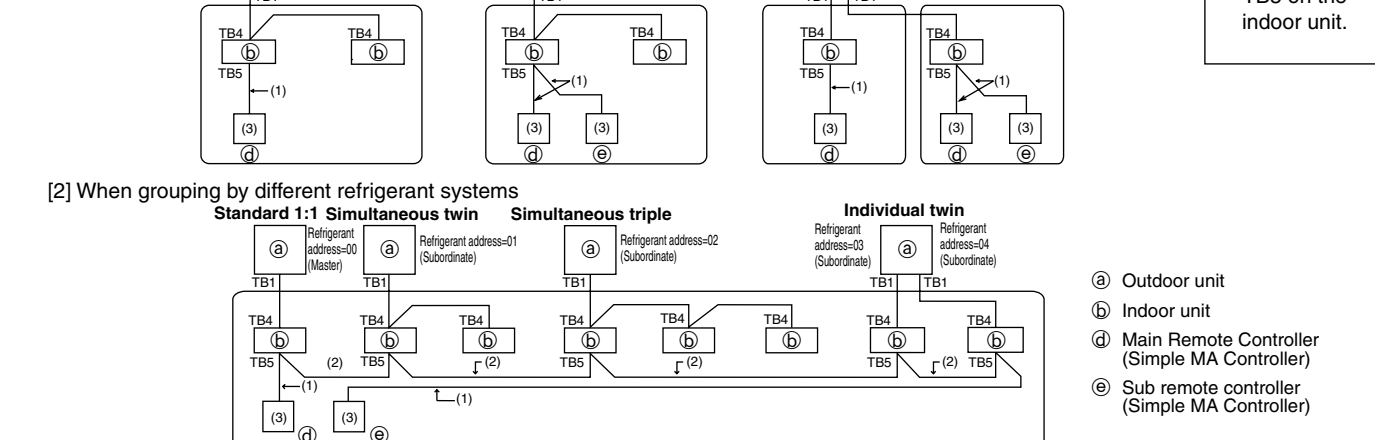 TB5 on the
indoor unit.
TB4 TB4 TB4 TB4 TB4 TB4
ⓑ ⓑ ⓑ ⓑ ⓑ ⓑ
TB5 TB5 TB5 TB5
(1) (1) (1) (1)
(3) (3) (3) (3) (3) (3)
ⓓ ⓓ ⓔ ⓓ ⓓ ⓔ
[2] When grouping by different refrigerant systems
Standard 1:1 Simultaneous twin Simultaneous triple Individual twin
ⓐ
Refrigerant
address=00
(Master)
ⓐ
Refrigerant address=01
(Subordinate)
ⓐ
Refrigerant address=02
(Subordinate)
Refrigerant
address=03
(Subordinate)
ⓐ
Refrigerant
address=04
(Subordinate)
TB1 TB1 TB1 TB1 TB1
TB4 TB4 TB4 TB4 TB4 TB4 TB4 TB4
ⓑ ⓑ ⓑ ⓑ ⓑ ⓑ ⓑ ⓑ
TB5 (2) TB5 (2) TB5 (2) TB5 (2) TB5
(1) (1)
(3) (3)
ⓓ ⓔ
ⓐ Outdoor unit
ⓑ Indoor unit
ⓓ Main Remote Controller
(Simple MA Controller)
ⓔ Sub remote controller
(Simple MA Controller)